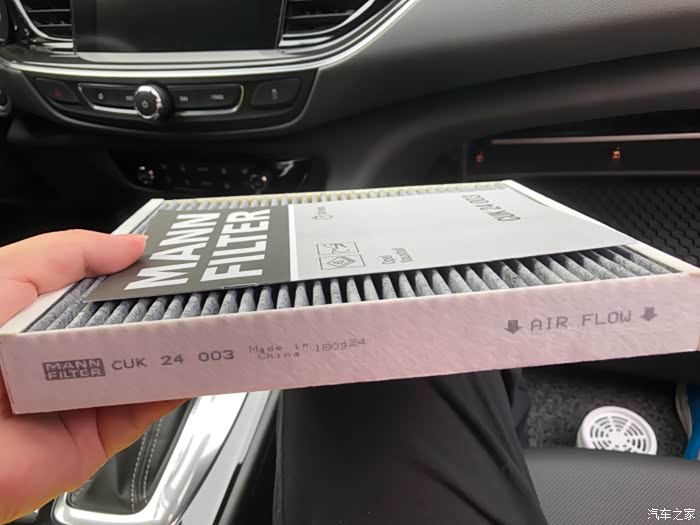 MANN
FILTER
CUK 24 003
MANN
FILTER
CUK 24 003
Made in
China
180924
AIR FLOW
汽车之家